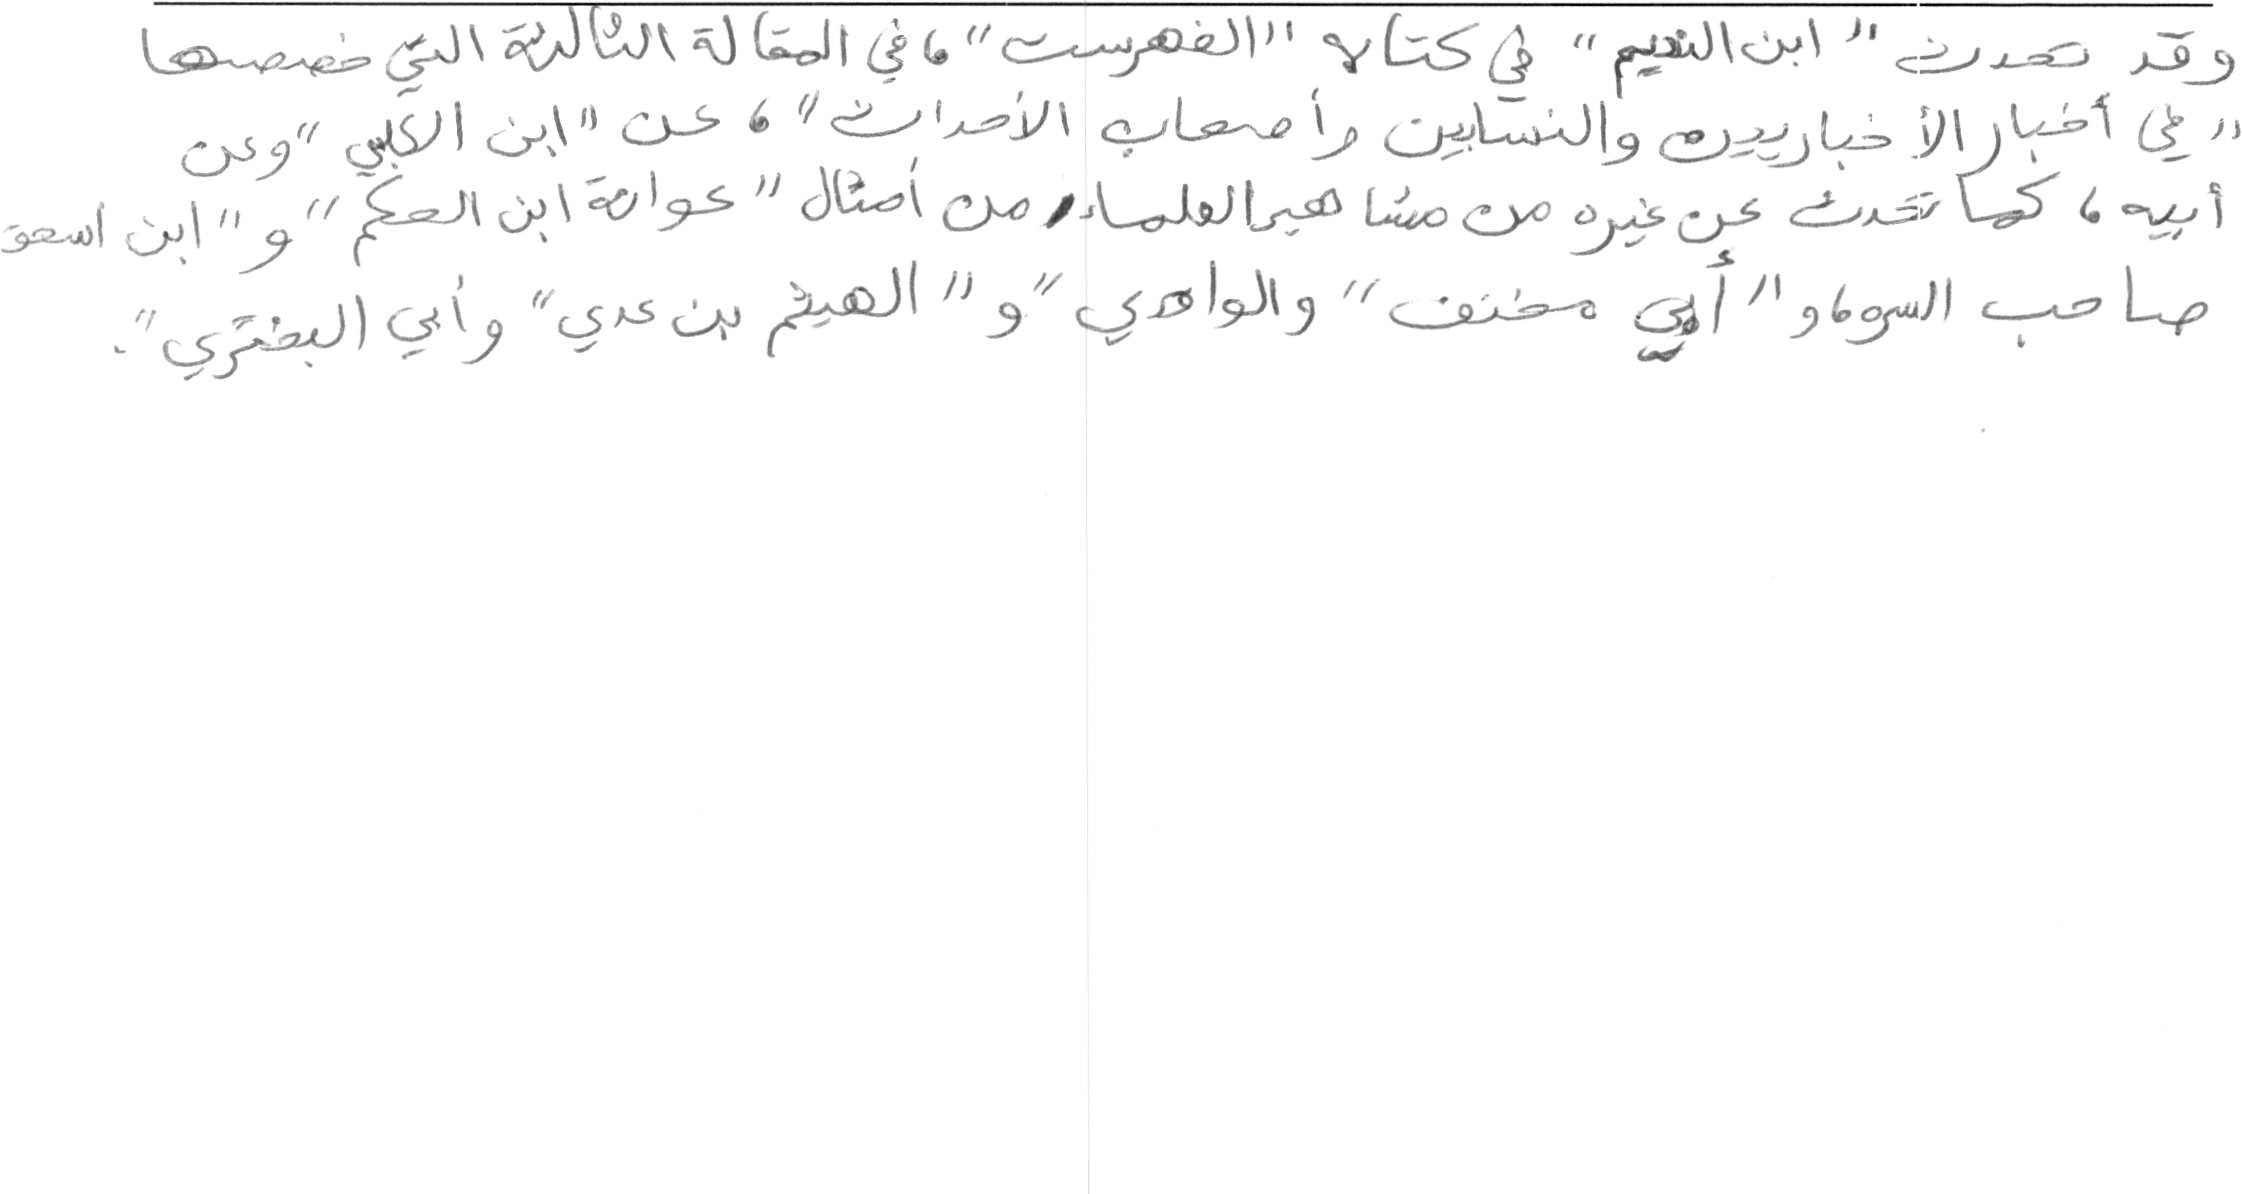 وقد تحدث "ابن النديم" في كتابه "الفهرست"، في المقالة الثالثة التي خصصها
"في أخبار الأخباريين والنسابين وأصحاب الأحداث"، عن "ابن الكلبي" وعن
أبيه، كما تحدث عن غيره من مشاهير العلماء من أمثال "عوانة ابن الحكم" و"ابن اسحق
صاحب السيرة، و"أبي مخنف" والواقدي" و"الهيثم بن عدي" وأبي البختري".